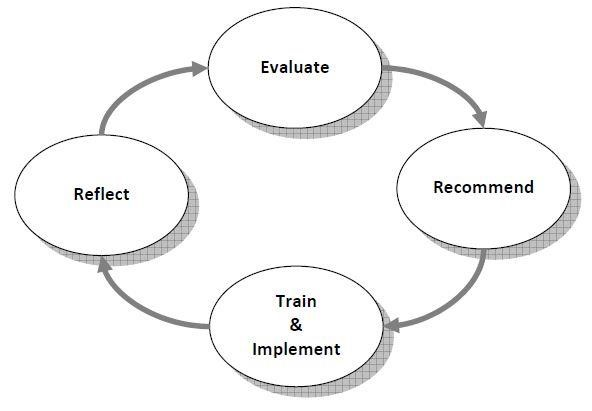 Evaluate
Recommend
Reflect
Train
&
Implement